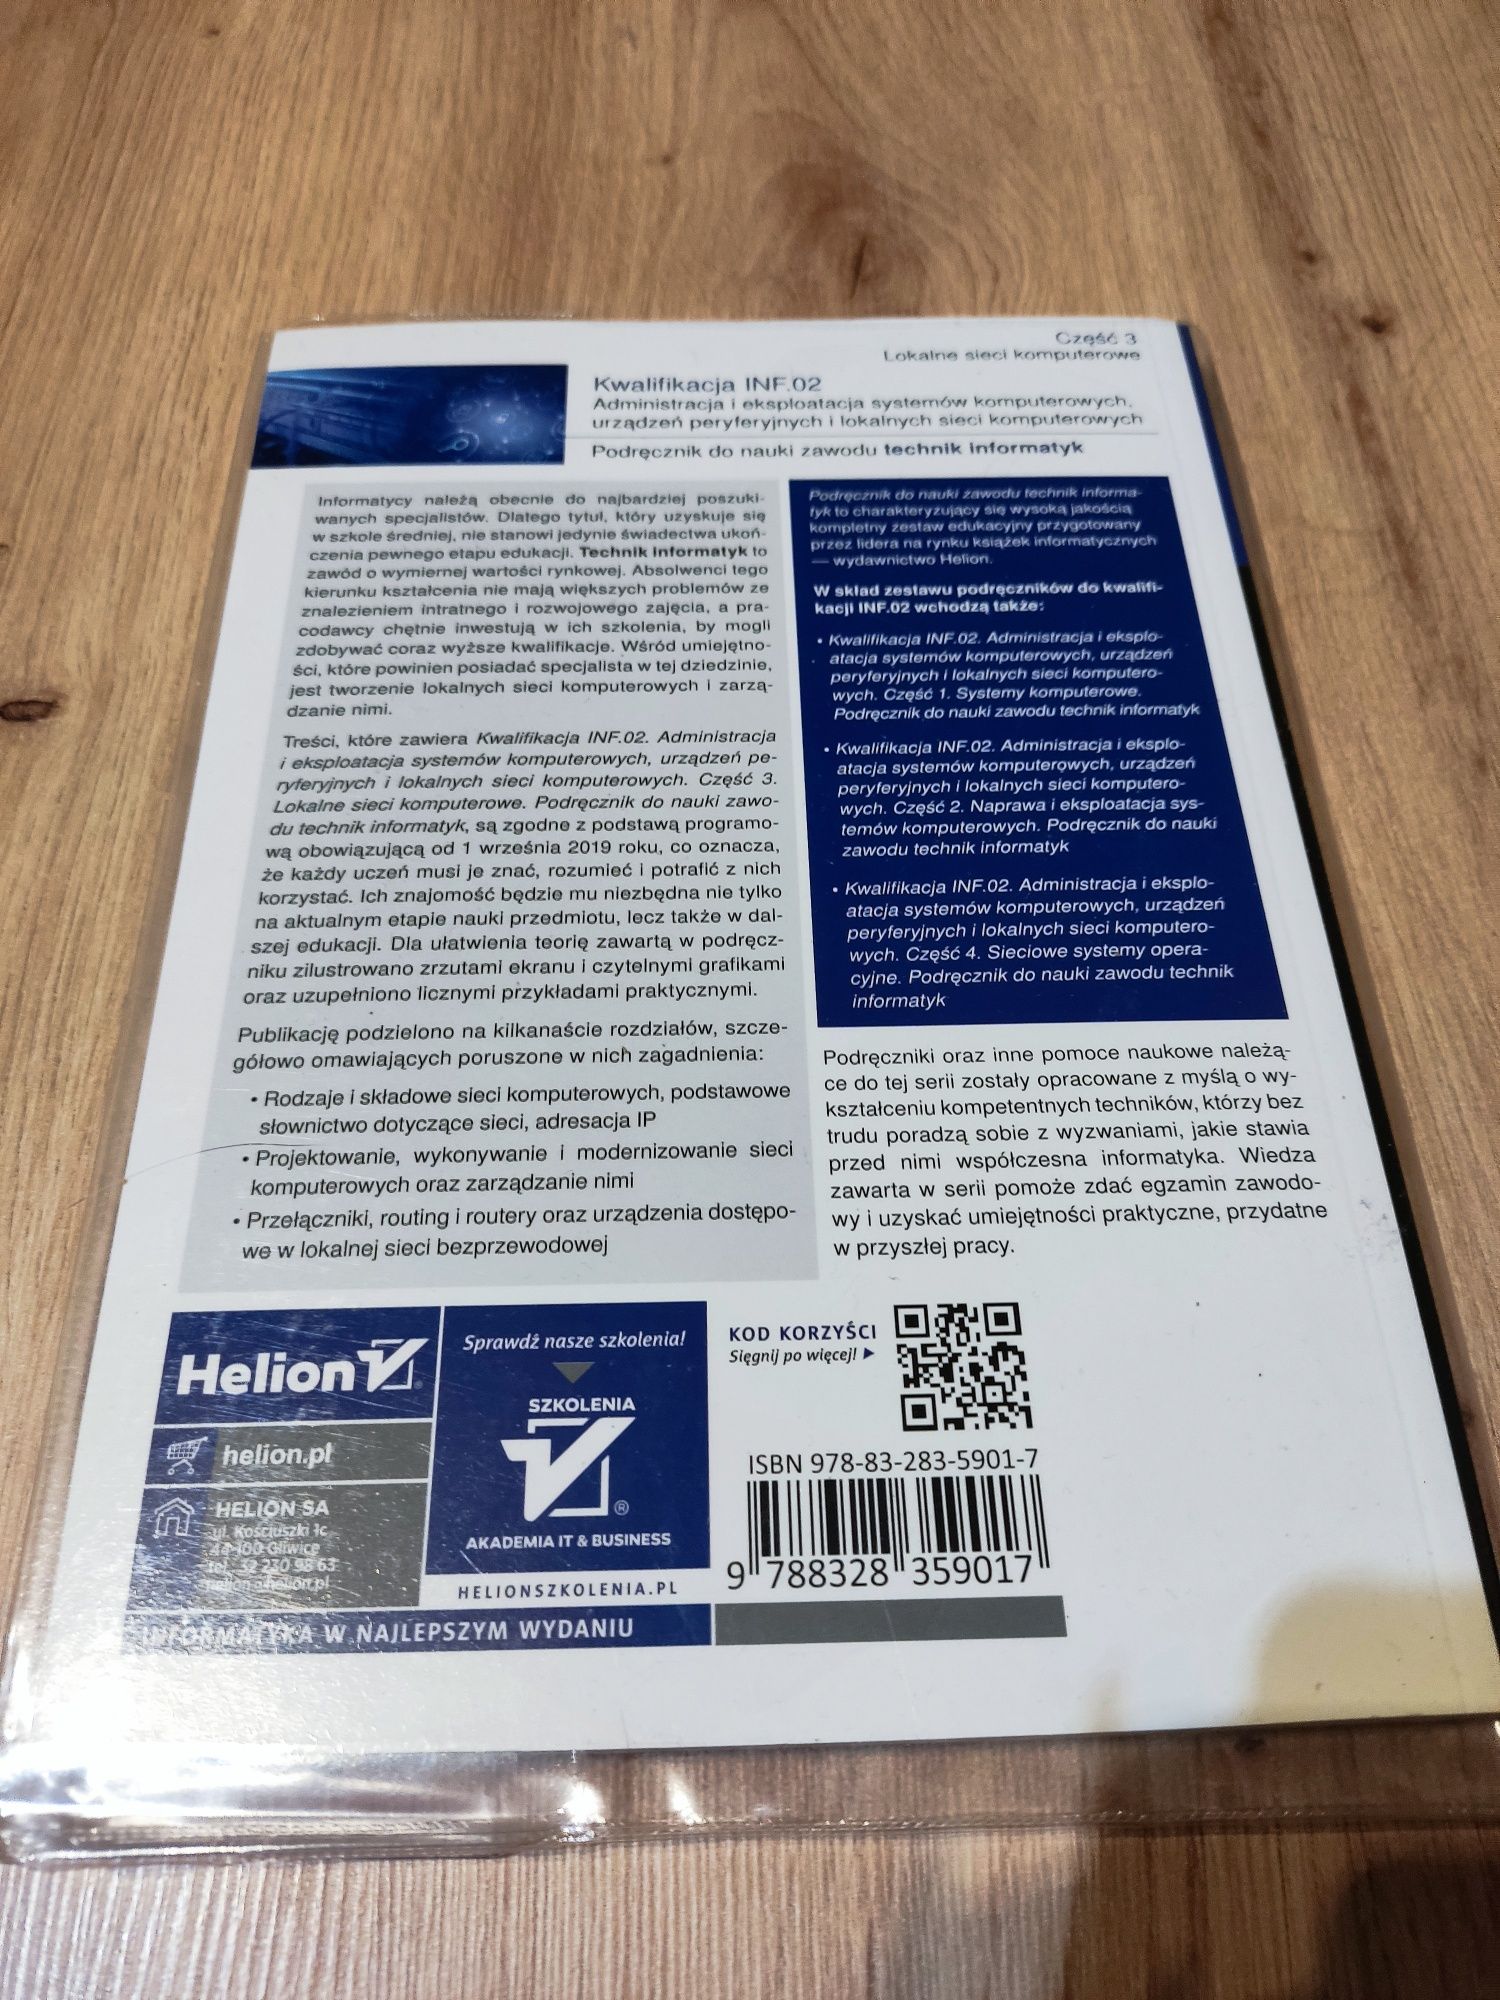 Część 3
Lokalne sieci komputerowe
Kwalifikacja INF.02
Administracja i eksploatacja systemów komputerowych,
urządzeń peryferyjnych i lokalnych sieci komputerowych
Podręcznik do nauki zawodu technik informatyk
Informatycy należą obecnie do najbardziej poszuki-
wanych specjalistów. Dlatego tytuł, który uzyskuje się
w szkole średniej, nie stanowi jedynie świadectwa ukoń-
czenia pewnego etapu edukacji. Technik informatyk to
zawód o wymiernej wartości rynkowej. Absolwenci tego
kierunku kształcenia nie mają większych problemów ze
znalezieniem intratnego i rozwojowego zajęcia, a pra-
codawcy chętnie inwestują w ich szkolenia, by mogli
zdobywać coraz wyższe kwalifikacje. Wśród umiejętno-
ści, które powinien posiadać specjalista w tej dziedzinie,
jest tworzenie lokalnych sieci komputerowych i zarzą-
dzanie nimi.
Treści, które zawiera Kwalifikacja INF.02. Administracja
i eksploatacja systemów komputerowych, urządzeń pe-
ryferyjnych i lokalnych sieci komputerowych. Część 3.
Lokalne sieci komputerowe. Podręcznik do nauki zawo-
du technik informatyk, są zgodne z podstawą programo-
wą obowiązującą od 1 września 2019 roku, co oznacza,
że każdy uczeń musi je znać, rozumieć i potrafić z nich
korzystać. Ich znajomość będzie mu niezbędna nie tylko
na aktualnym etapie nauki przedmiotu, lecz także w dal-
szej edukacji. Dla ułatwienia teorię zawartą w podręcz-
niku zilustrowano zrzutami ekranu i czytelnymi grafikami
oraz uzupełniono licznymi przykładami praktycznymi.
Publikację podzielono na kilkanaście rozdziałów, szcze-
gółowo omawiających poruszone w nich zagadnienia:
• Rodzaje i składowe sieci komputerowych, podstawowe
słownictwo dotyczące sieci, adresacja IP
• Projektowanie, wykonywanie i modernizowanie sieci
komputerowych oraz zarządzanie nimi
• Przełączniki, routing i routery oraz urządzenia dostępo-
we w lokalnej sieci bezprzewodowej
Podręcznik do nauki zawodu technik informa-
tyk to charakteryzujący się wysoką jakością
kompletny zestaw edukacyjny przygotowany
przez lidera na rynku książek informatycznych
— wydawnictwo Helion.
W skład zestawu podręczników do kwalifi-
kacji INF.02 wchodzą także:
• Kwalifikacja INF.02. Administracja i eksplo-
atacja systemów komputerowych, urządzeń
peryferyjnych i lokalnych sieci komputero-
wych. Część 1. Systemy komputerowe.
Podręcznik do nauki zawodu technik informatyk
• Kwalifikacja INF.02. Administracja i eksplo-
atacja systemów komputerowych, urządzeń
peryferyjnych i lokalnych sieci komputero-
wych. Część 2. Naprawa i eksploatacja sys-
temów komputerowych. Podręcznik do nauki
zawodu technik informatyk
• Kwalifikacja INF.02. Administracja i eksplo-
atacja systemów komputerowych, urządzeń
peryferyjnych i lokalnych sieci komputero-
wych. Część 4. Sieciowe systemy opera-
cyjne. Podręcznik do nauki zawodu technik
informatyk
Podręczniki oraz inne pomoce naukowe należą-
ce do tej serii zostały opracowane z myślą o wy-
kształceniu kompetentnych techników, którzy bez
trudu poradzą sobie z wyzwaniami, jakie stawia
przed nimi współczesna informatyka. Wiedza
zawarta w serii pomoże zdać egzamin zawodo-
wy i uzyskać umiejętności praktyczne, przydatne
w przyszłej pracy.
Helion
helion.pl
HELION SA
ul. Kościuszki 1c
44-100 Gliwice
tel. 32 230 98 63
helion@helion.pl
Sprawdź nasze szkolenia!
SZKOLENIA
®
AKADEMIA IT & BUSINESS
HELIONSZKOLENIA.PL
INFORMATYKA W NAJLEPSZYM WYDANIU
KOD KORZYŚCI
Sięgnij po więcej!
ISBN 978-83-283-5901-7
9 788328 359017